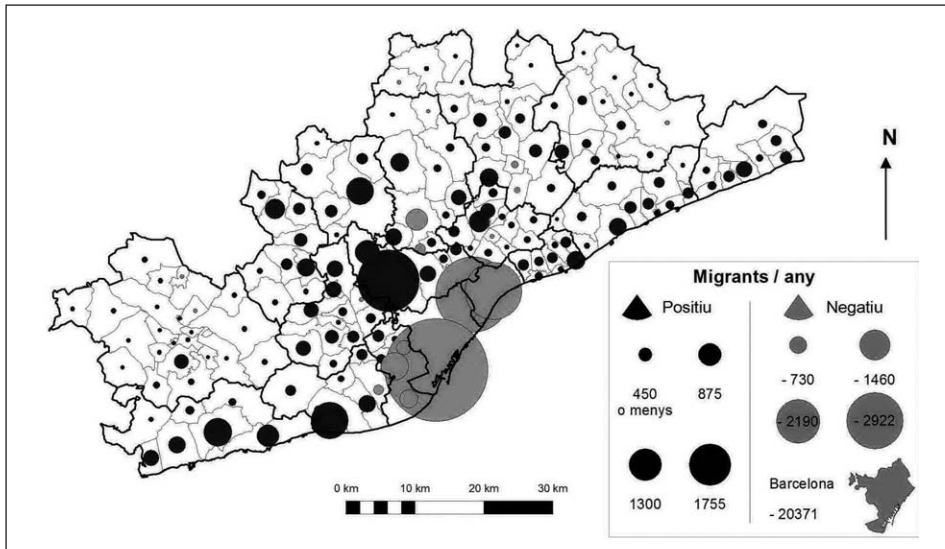 N
Migrants / any
Positiu
Negatiu
450
o menys
875
- 730
- 1460
1300
1755
- 2190
- 2922
Barcelona
- 20371
0 km
10 km
20 km
30 km